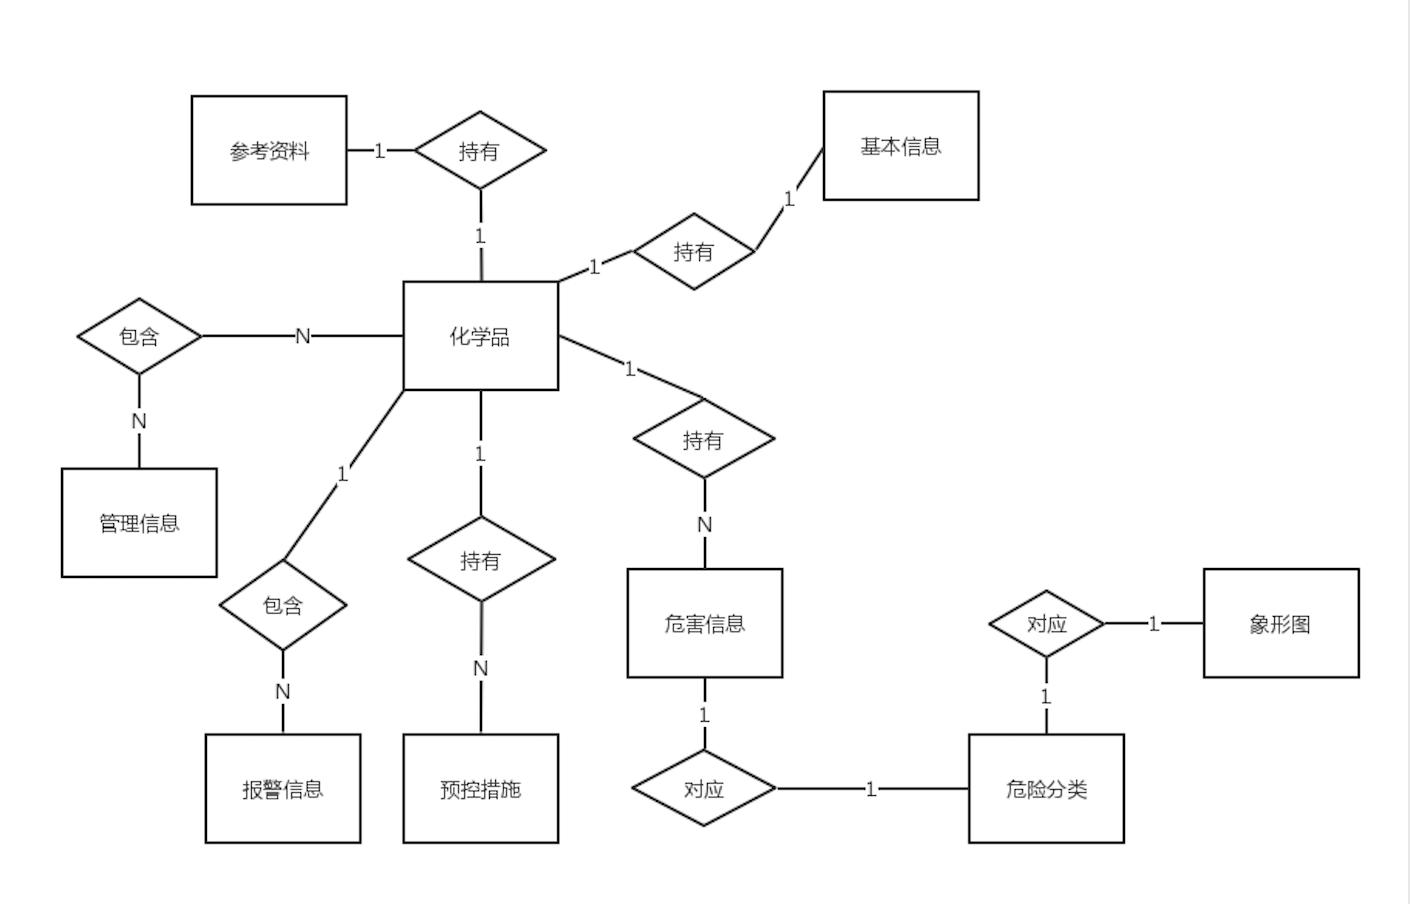 基本信息
参考资料
1
持有
1
1
持有
1
化学品
包含
N
1
N
持有
1
1
管理信息
N
持有
包含
危害信息
对应
1
象形图
N
N
1
1
报警信息
预控措施
对应
1
危险分类